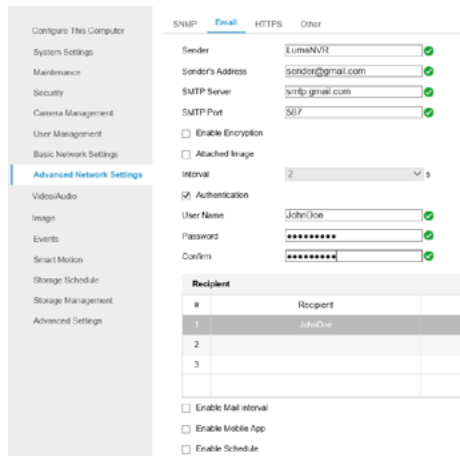 SNMP Email HTTPS Other
Configure This Computer
System Settings
Maintenance
Security
Camera Management
User Management
Basic Network Settings
Advanced Network Settings
Video/Audio
Image
Events
Smart Motion
Storage Schedule
Storage Management
Advanced Settings
Sender LumaNVR
Sender's Address sender@gmail.com
SMTP Server smtp.gmail.com
SMTP Port 587
Enable Encryption
Attached Image
Interval 2 s
Authentication
User Name JohnDoe
Password •••••••••
Confirm •••••••••
Recipient
# Recipient
1 JohnDoe
2
3
Enable Mail interval
Enable Mobile App
Enable Schedule